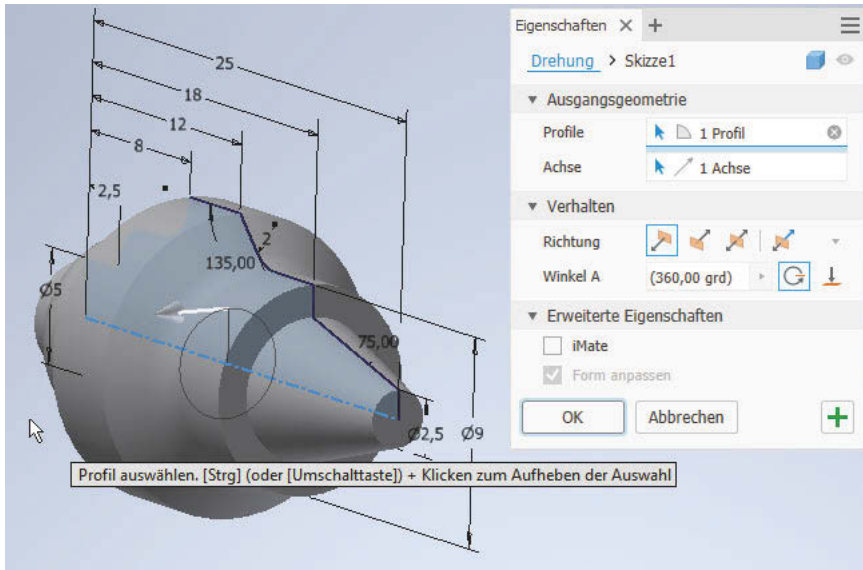 25
18
12
8
2,5
2
135,00
Ø5
75,00
Ø2,5
Ø9
Profil auswählen. [Strg] (oder [Umschalttaste]) + Klicken zum Aufheben der Auswahl
Eigenschaften × +
Drehung > Skizze1
Ausgangsgeometrie
Profile 1 Profil
Achse 1 Achse
Verhalten
Richtung
Winkel A (360,00 grd)
Erweiterte Eigenschaften
iMate
Form anpassen
OK Abbrechen +